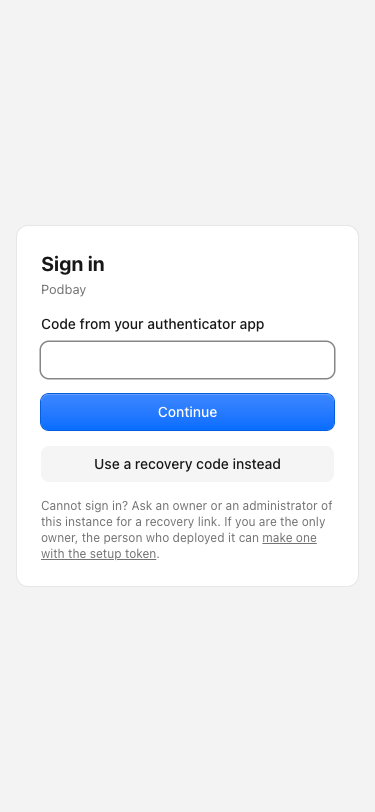 Sign in
Podbay
Code from your authenticator app
Continue
Use a recovery code instead
Cannot sign in? Ask an owner or an administrator of
this instance for a recovery link. If you are the only
owner, the person who deployed it can make one
with the setup token.